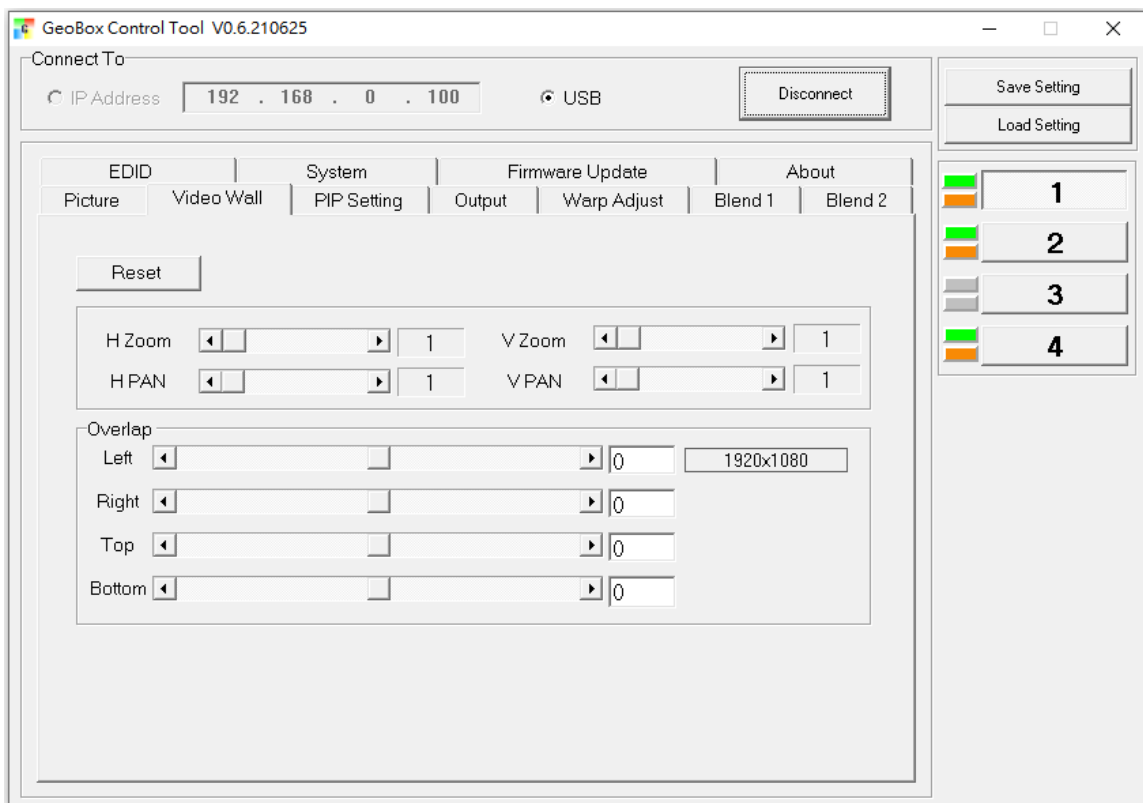 G GeoBox Control Tool V0.6.210625
Connect To
IP Address 192 . 168 . 0 . 100 USB Disconnect
Save Setting
Load Setting
EDID System Firmware Update About
Picture Video Wall PIP Setting Output Warp Adjust Blend 1 Blend 2
1
2
3
4
Reset
H Zoom 1 V Zoom 1
H PAN 1 V PAN 1
Overlap
Left 0 1920x1080
Right 0
Top 0
Bottom 0